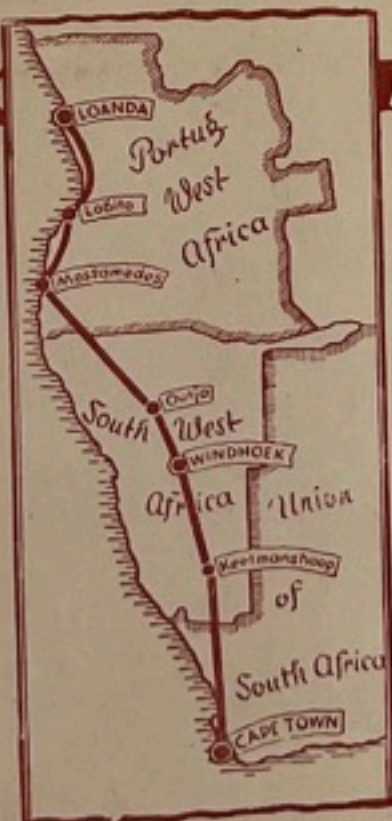 LOANDA
Portug
West
Africa
Lobito
Mossamedes
Outjo
South West
WINDHOEK
Africa
Union
Keetmanshoop
of
South Africa
CAPE TOWN